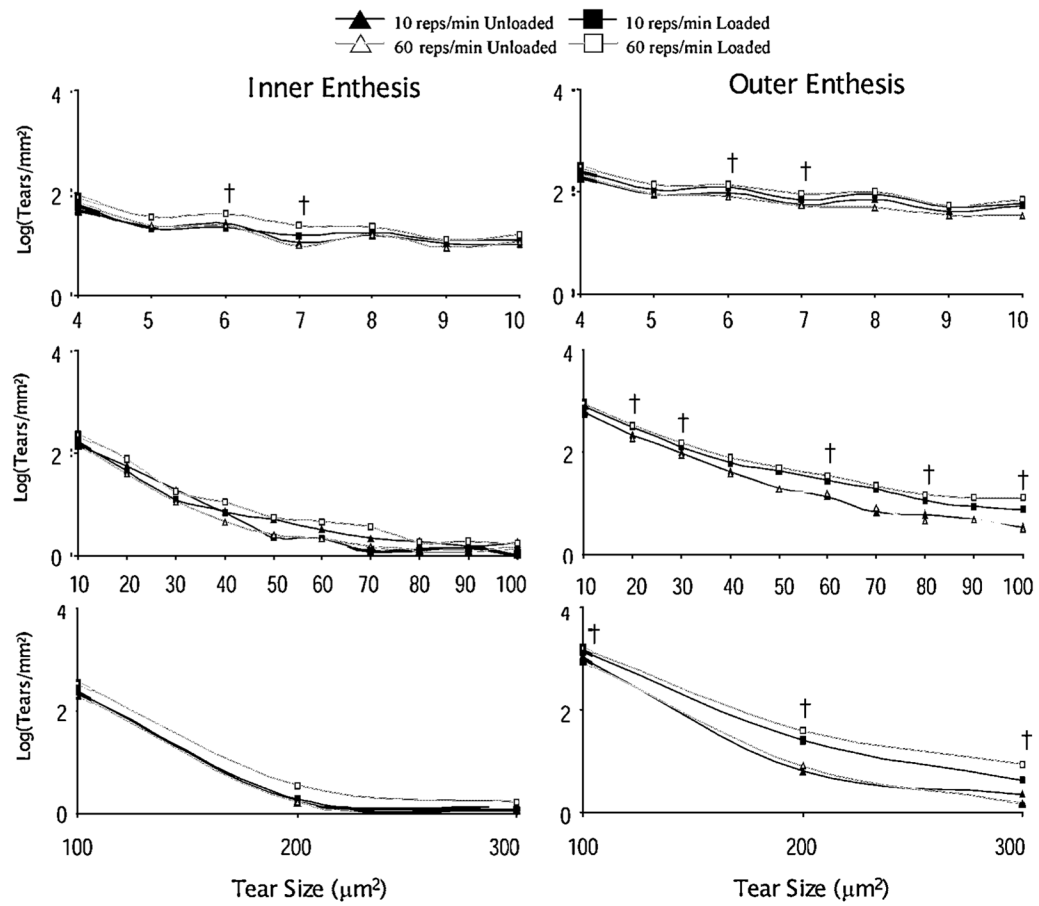 10 reps/min Unloaded 10 reps/min Loaded
60 reps/min Unloaded 60 reps/min Loaded
Inner Enthesis
Outer Enthesis
Log(Tears/mm²)
4
2
0
† †
4 5 6 7 8 9 10
4
2
0
† †
4 5 6 7 8 9 10
Log(Tears/mm²)
4
2
0
10 20 30 40 50 60 70 80 90 100
4
2
0
† † † † †
10 20 30 40 50 60 70 80 90 100
Log(Tears/mm²)
4
2
0
100 200 300
Tear Size (μm²)
4
2
0
† † †
100 200 300
Tear Size (μm²)